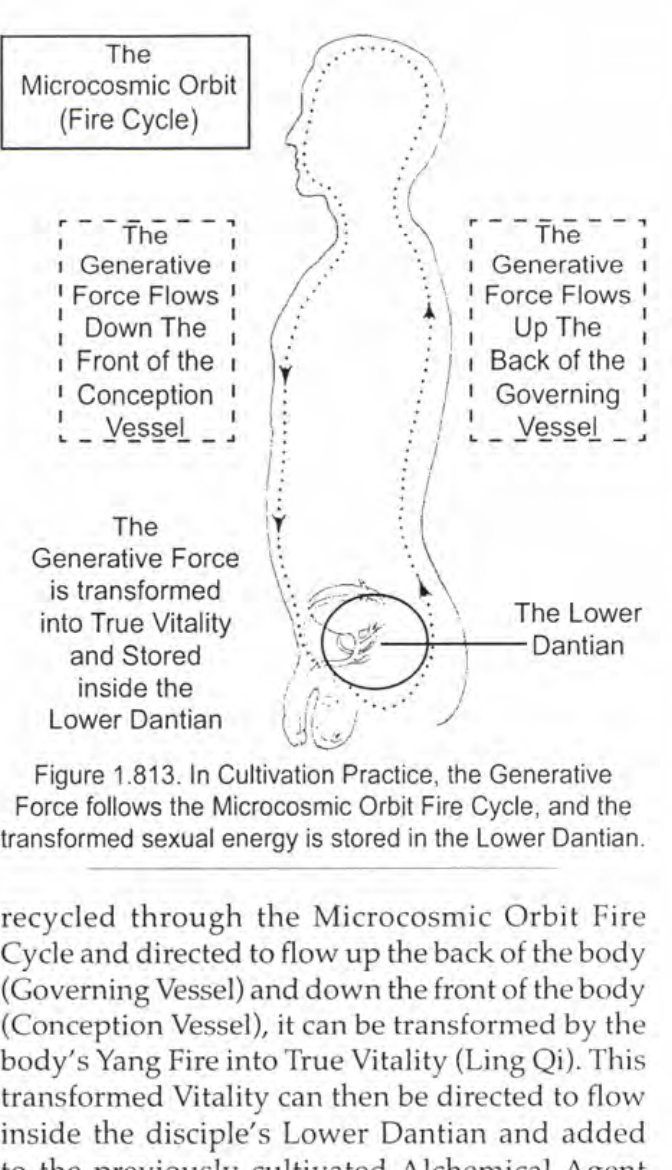 The
Microcosmic Orbit
(Fire Cycle)
The
Generative
Force Flows
Down The
Front of the
Conception
Vessel
The
Generative
Force Flows
Up The
Back of the
Governing
Vessel
The
Generative Force
is transformed
into True Vitality
and Stored
inside the
Lower Dantian
The Lower
Dantian
Figure 1.813. In Cultivation Practice, the Generative
Force follows the Microcosmic Orbit Fire Cycle, and the
transformed sexual energy is stored in the Lower Dantian.
recycled through the Microcosmic Orbit Fire
Cycle and directed to flow up the back of the body
(Governing Vessel) and down the front of the body
(Conception Vessel), it can be transformed by the
body's Yang Fire into True Vitality (Ling Qi). This
transformed Vitality can then be directed to flow
inside the disciple's Lower Dantian and added
to the previously cultivated Alchemical Agent